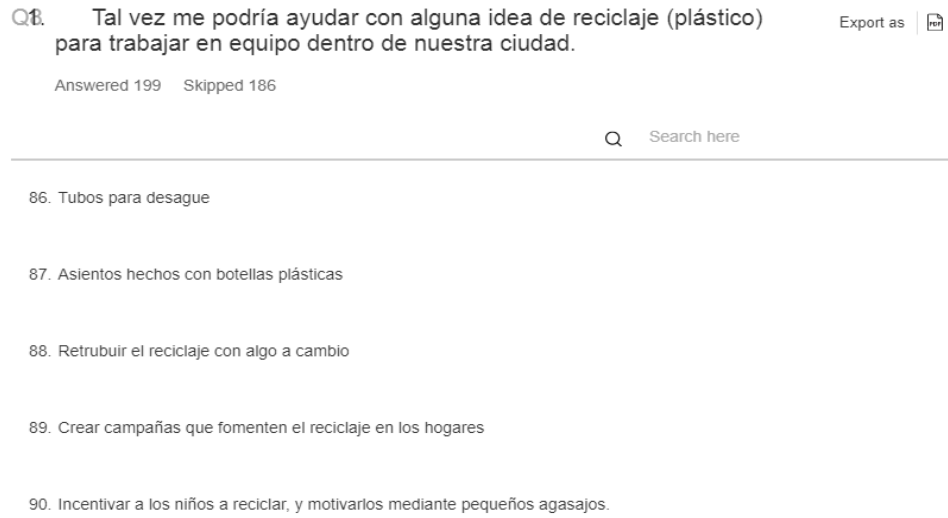 Tal vez me podría ayudar con alguna idea de reciclaje (plástico)
para trabajar en equipo dentro de nuestra ciudad.
Export as
PDF
Answered 199 Skipped 186
Search here
86. Tubos para desague
87. Asientos hechos con botellas plásticas
88. Retrubuir el reciclaje con algo a cambio
89. Crear campañas que fomenten el reciclaje en los hogares
90. Incentivar a los niños a reciclar, y motivarlos mediante pequeños agasajos.